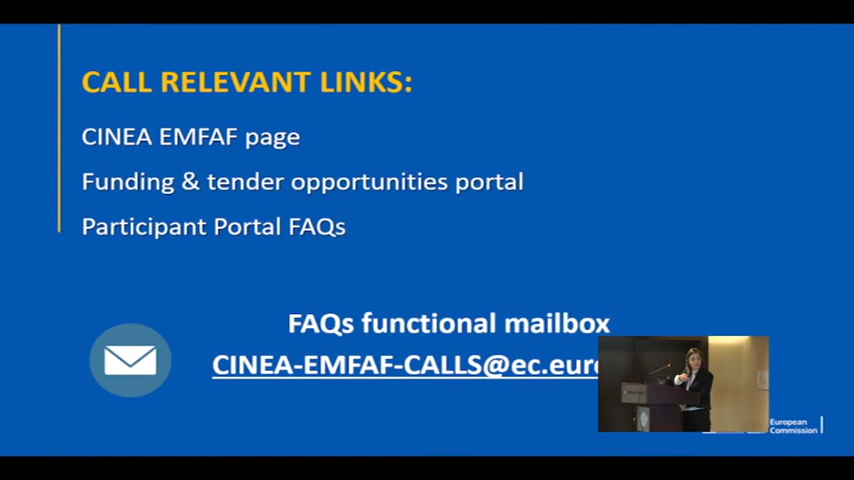 CALL RELEVANT LINKS:
CINEA EMFAF page
Funding & tender opportunities portal
Participant Portal FAQs
FAQs functional mailbox
CINEA-EMFAF-CALLS@ec.euro
European
Commission